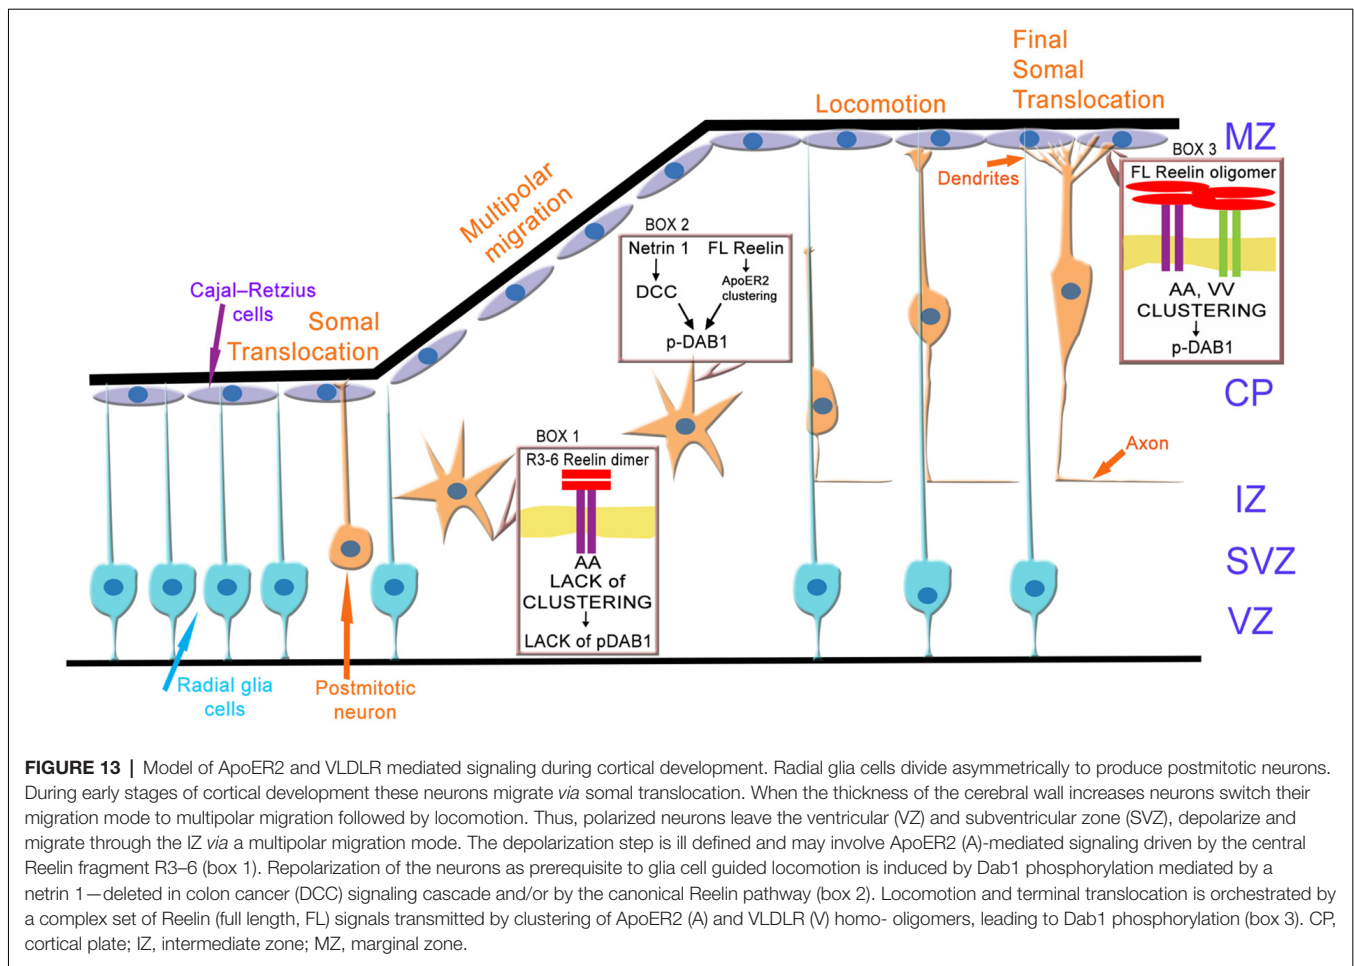 Final
Somal
Translocation
Locomotion
MZ
BOX 3
FL Reelin oligomer
AA, VV
CLUSTERING
p-DAB1
Dendrites
Multipolar
migration
BOX 2
Netrin 1
FL Reelin
DCC
ApoER2
clustering
p-DAB1
Cajal–Retzius
cells
Somal
Translocation
CP
BOX 1
R3-6 Reelin dimer
AA
LACK of
CLUSTERING
LACK of pDAB1
Axon
IZ
SVZ
VZ
Radial glia
cells
Postmitotic
neuron
FIGURE 13 | Model of ApoER2 and VLDLR mediated signaling during cortical development. Radial glia cells divide asymmetrically to produce postmitotic neurons.
During early stages of cortical development these neurons migrate via somal translocation. When the thickness of the cerebral wall increases neurons switch their
migration mode to multipolar migration followed by locomotion. Thus, polarized neurons leave the ventricular (VZ) and subventricular zone (SVZ), depolarize and
migrate through the IZ via a multipolar migration mode. The depolarization step is ill defined and may involve ApoER2 (A)-mediated signaling driven by the central
Reelin fragment R3–6 (box 1). Repolarization of the neurons as prerequisite to glia cell guided locomotion is induced by Dab1 phosphorylation mediated by a
netrin 1—deleted in colon cancer (DCC) signaling cascade and/or by the canonical Reelin pathway (box 2). Locomotion and terminal translocation is orchestrated by
a complex set of Reelin (full length, FL) signals transmitted by clustering of ApoER2 (A) and VLDLR (V) homo- oligomers, leading to Dab1 phosphorylation (box 3). CP,
cortical plate; IZ, intermediate zone; MZ, marginal zone.